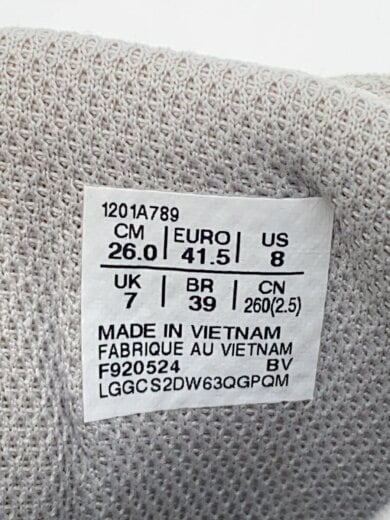 1201A789
CM | EURO | US
26.0 | 41.5 | 8
UK | BR | CN
7 | 39 | 260(2.5)
MADE IN VIETNAM
FABRIQUE AU VIETNAM
F920524 BV
LGGCS2DW63QGPQM